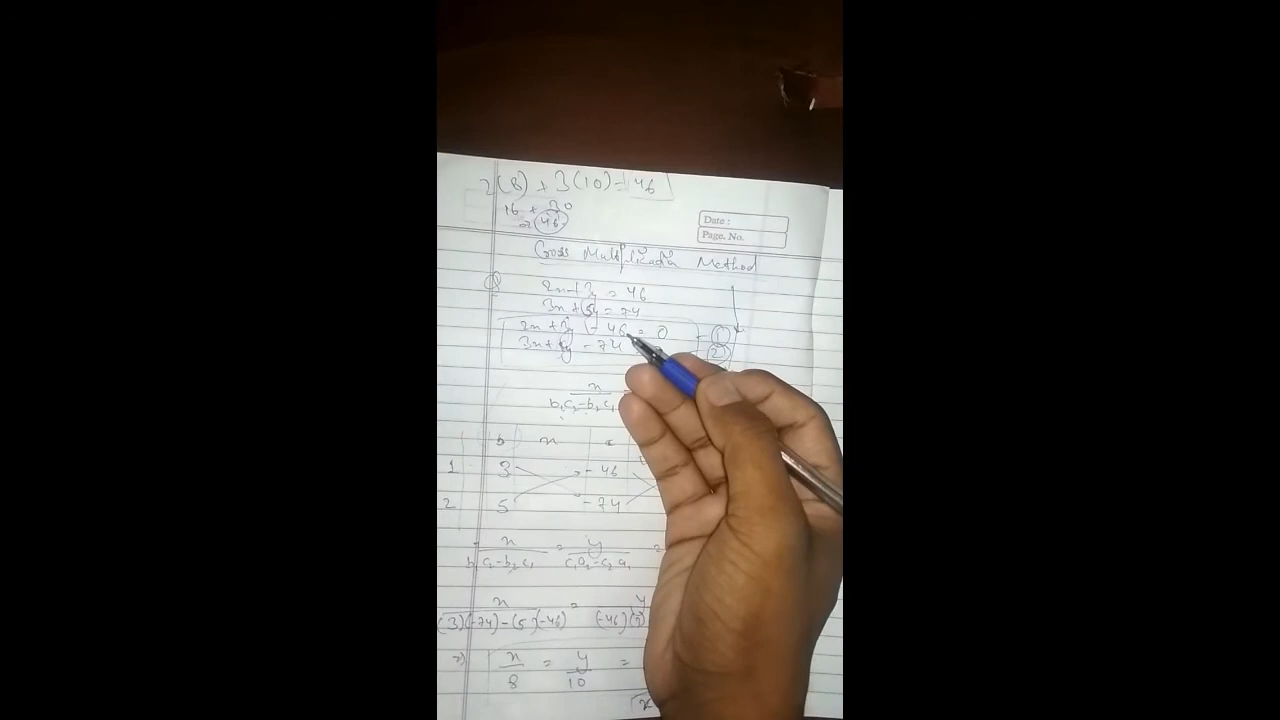 2(8) + 3(10) = 46
16 + 30
= 46
Date :
Page. No.
Cross Multiplication Method
Q
2x+3y = 46
3x+5y = 74
2x+3y - 46 = 0 - 1
3x+5y - 74 2
x
b₁c₂-b₂c₁
b x c
1 3 -46
2 5 -74
x = y =
b₁c₂-b₂c₁ c₁a₂-c₂a₁
x = y
(3)(-74)-(5)(-46) (-46)(3)
⇒ x = y =
8 10
x